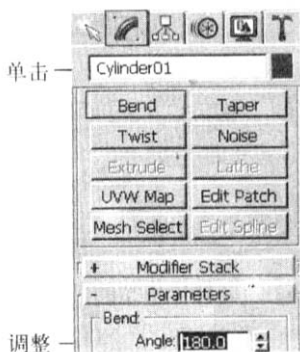 单击
Cylinder01
Bend Taper
Twist Noise
Extrude Lathe
UVW Map Edit Patch
Mesh Select Edit Spline
+ Modifier Stack
- Parameters
Bend:
调整 Angle: 180.0